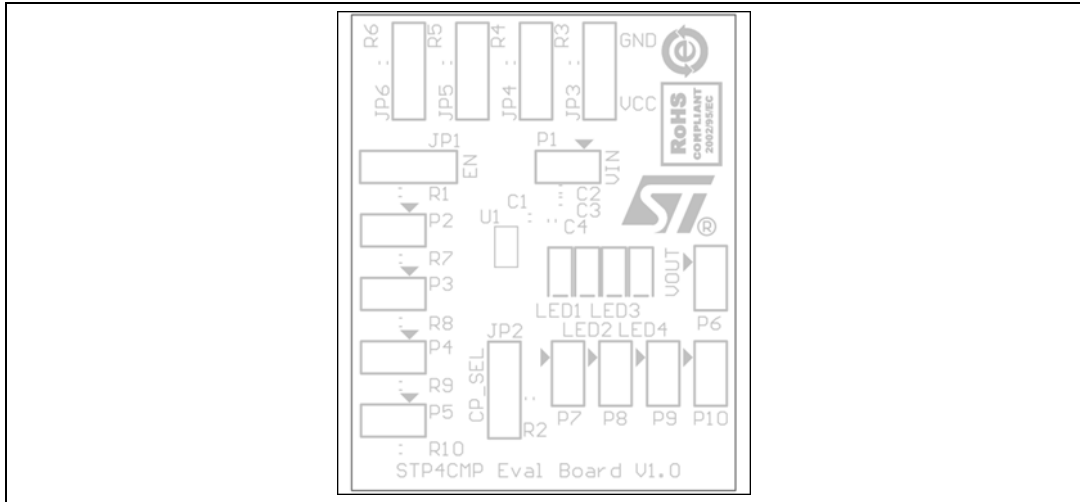 R6 R5 R4 R3 GND
JP6 JP5 JP4 JP3 VCC
RoHS
COMPLIANT
2002/95/EC
JP1 P1
EN VIN
R1 C2
C1 C3
P2 U1 C4
ST®
R7
P3 VOUT
LED1 LED3
R8 JP2 LED2 LED4 P6
P4
CP_SEL
R9
P5 R2 P7 P8 P9 P10
R10
STP4CMP Eval Board V1.0